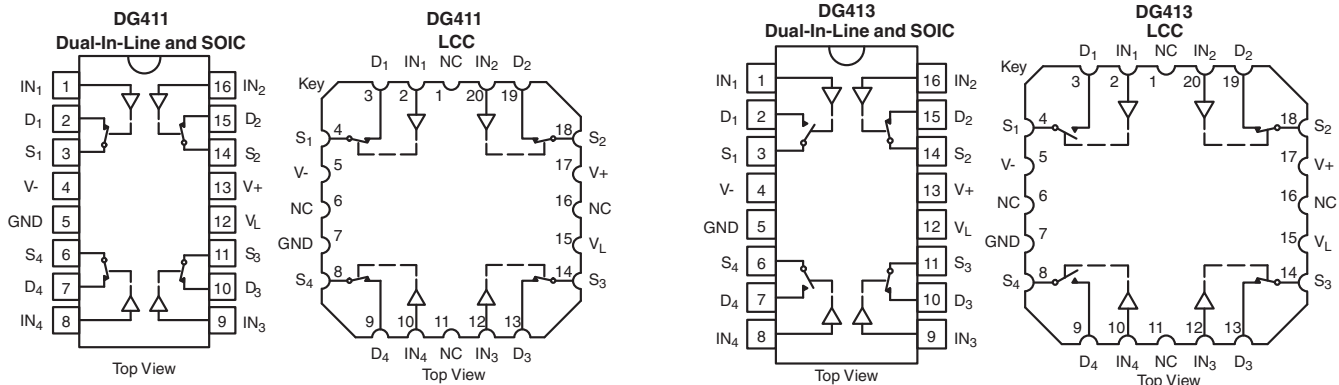 DG411
Dual-In-Line and SOIC
IN₁ 1 16 IN₂
D₁ 2 15 D₂
S₁ 3 14 S₂
V- 4 13 V+
GND 5 12 V_L
S₄ 6 11 S₃
D₄ 7 10 D₃
IN₄ 8 9 IN₃
Top View
DG411
LCC
D₁ IN₁ NC IN₂ D₂
Key
3 2 1 20 19
S₁ 4 18 S₂
V- 5 17 V+
NC 6 16 NC
GND 7 15 V_L
S₄ 8 14 S₃
9 10 11 12 13
D₄ IN₄ NC IN₃ D₃
Top View
DG413
Dual-In-Line and SOIC
IN₁ 1 16 IN₂
D₁ 2 15 D₂
S₁ 3 14 S₂
V- 4 13 V+
GND 5 12 V_L
S₄ 6 11 S₃
D₄ 7 10 D₃
IN₄ 8 9 IN₃
Top View
DG413
LCC
D₁ IN₁ NC IN₂ D₂
Key
3 2 1 20 19
S₁ 4 18 S₂
V- 5 17 V+
NC 6 16 NC
GND 7 15 V_L
S₄ 8 14 S₃
9 10 11 12 13
D₄ IN₄ NC IN₃ D₃
Top View